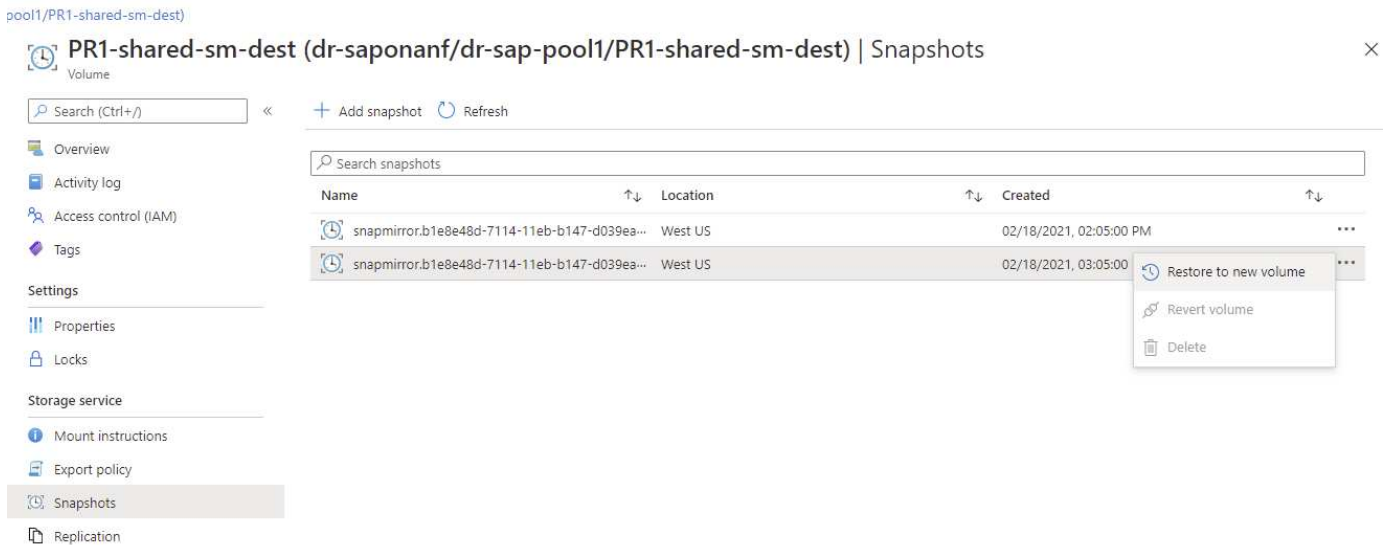 pool1/PR1-shared-sm-dest)
PR1-shared-sm-dest (dr-saponanf/dr-sap-pool1/PR1-shared-sm-dest) | Snapshots
Volume
Search (Ctrl+/)
«
Add snapshot Refresh
Overview
Activity log
Access control (IAM)
Tags
Settings
Properties
Locks
Storage service
Mount instructions
Export policy
Snapshots
Replication
Search snapshots
Name Location Created
snapmirror.b1e8e48d-7114-11eb-b147-d039ea··· West US 02/18/2021, 02:05:00 PM
snapmirror.b1e8e48d-7114-11eb-b147-d039ea··· West US 02/18/2021, 03:05:00
Restore to new volume
Revert volume
Delete